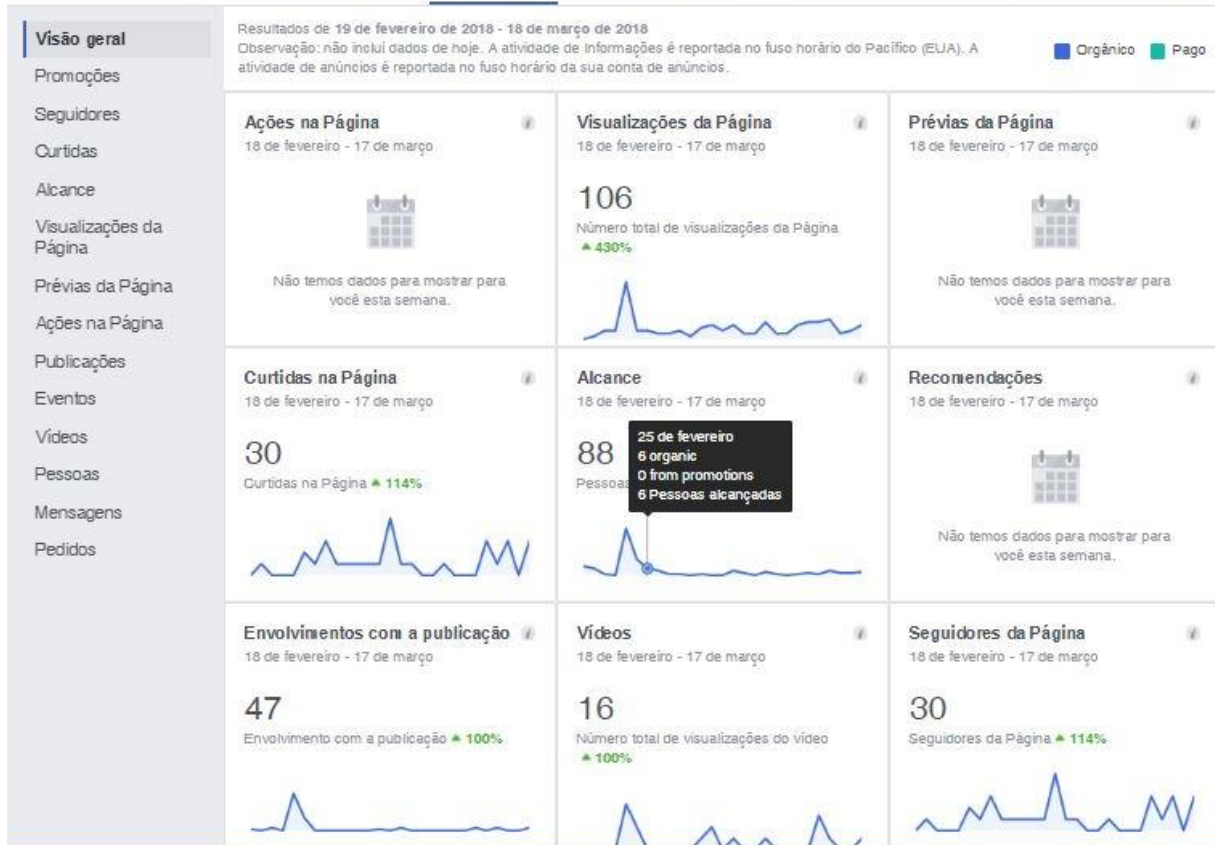 Visão geral
Promoções
Seguidores
Curtidas
Alcance
Visualizações da
Página
Prévias da Página
Ações na Página
Publicações
Eventos
Vídeos
Pessoas
Mensagens
Pedidos
Resultados de 19 de fevereiro de 2018 - 18 de março de 2018
Observação: não inclui dados de hoje. A atividade de Informações é reportada no fuso horário do Pacífico (EUA). A
atividade de anúncios é reportada no fuso horário da sua conta de anúncios.
Orgânico Pago
Ações na Página
18 de fevereiro - 17 de março
Não temos dados para mostrar para
você esta semana.
Visualizações da Página
18 de fevereiro - 17 de março
106
Número total de visualizações da Página
430%
Prévias da Página
18 de fevereiro - 17 de março
Não temos dados para mostrar para
você esta semana.
Curtidas na Página
18 de fevereiro - 17 de março
30
Curtidas na Página 114%
Alcance
18 de fevereiro - 17 de março
88
25 de fevereiro
6 organic
0 from promotions
6 Pessoas alcançadas
Recomendações
18 de fevereiro - 17 de março
Não temos dados para mostrar para
você esta semana.
Envolvimentos com a publicação
18 de fevereiro - 17 de março
47
Envolvimento com a publicação 100%
Vídeos
18 de fevereiro - 17 de março
16
Número total de visualizações do vídeo
100%
Seguidores da Página
18 de fevereiro - 17 de março
30
Seguidores da Página 114%